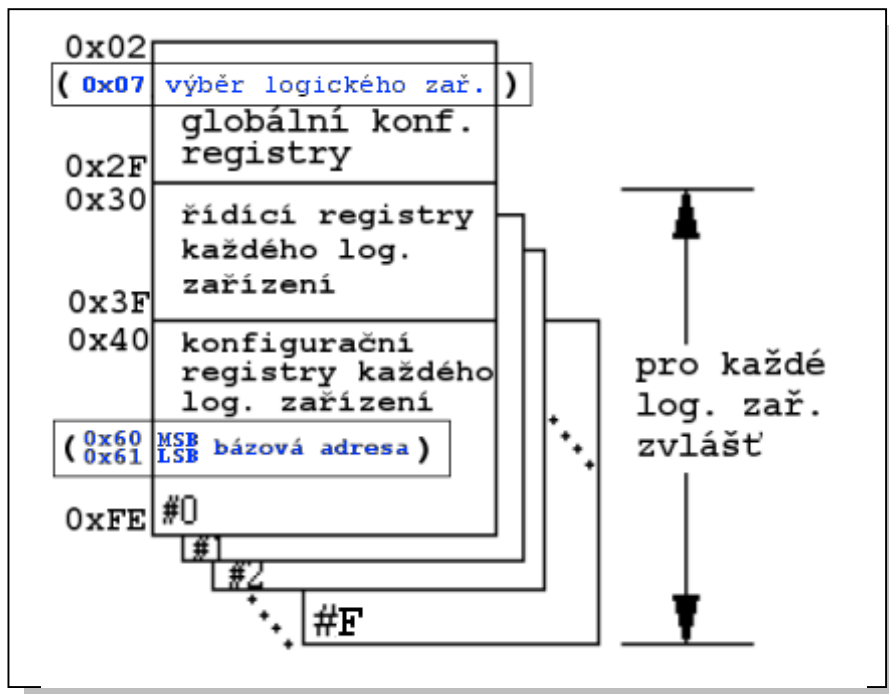 0x02
( 0x07 výběr logického zař. )
globální konf.
registry
0x2F
0x30
řídící registry
každého log.
zařízení
0x3F
0x40
konfigurační
registry každého
log. zařízení
( 0x60 MSB bázová adresa )
0x61 LSB
0xFE
#0
#1
#2
#F
pro každé
log. zař.
zvlášť